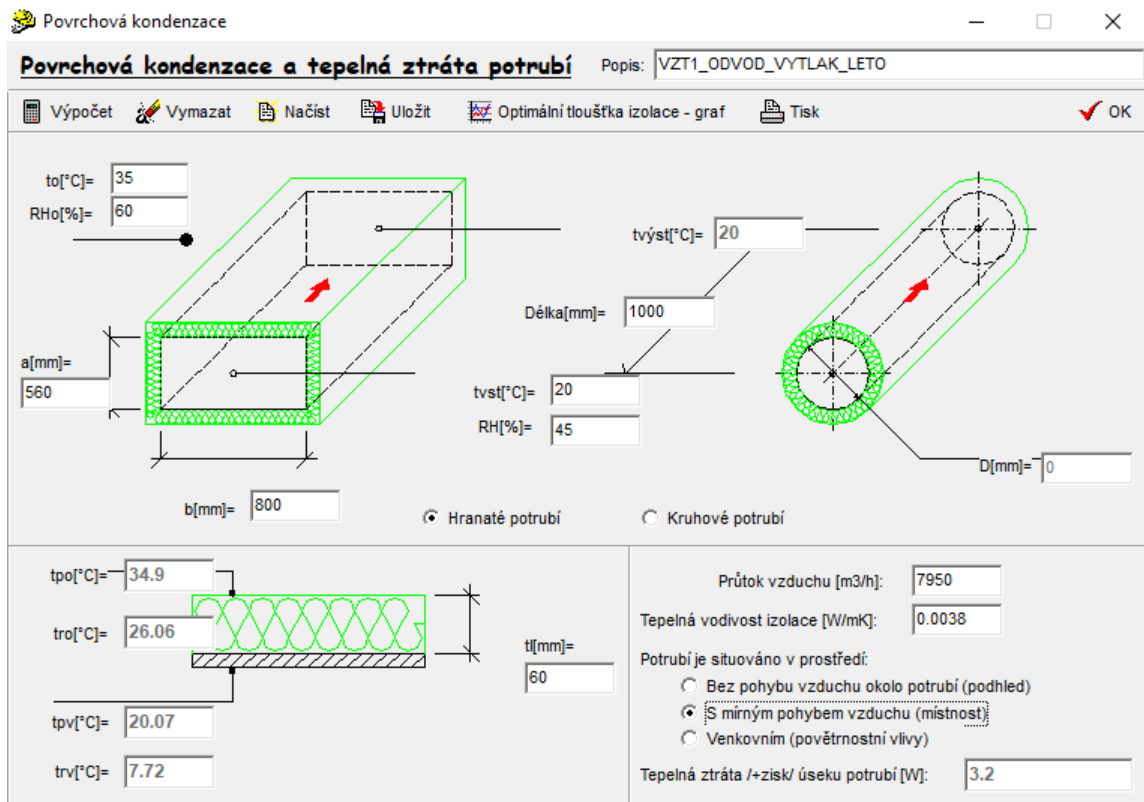 Povrchová kondenzace
Povrchová kondenzace a tepelná ztráta potrubí
Popis: VZT1_ODVOD_VYTLAK_LETO
Výpočet Vymazat Načíst Uložit Optimální tloušťka izolace - graf Tisk OK
to[°C]= 35
RHo[%]= 60
tvýst[°C]= 20
Délka[mm]= 1000
a[mm]=
560
tvst[°C]= 20
RH[%]= 45
D[mm]= 0
b[mm]= 800
Hranaté potrubí Kruhové potrubí
tpo[°C]= 34.9
tro[°C]= 26.06
tl[mm]=
60
tpv[°C]= 20.07
trv[°C]= 7.72
Průtok vzduchu [m3/h]: 7950
Tepelná vodivost izolace [W/mK]: 0.0038
Potrubí je situováno v prostředí:
Bez pohybu vzduchu okolo potrubí (podhled)
S mírným pohybem vzduchu (místnost)
Venkovním (povětrnostní vlivy)
Tepelná ztráta /+zisk/ úseku potrubí [W]: 3.2